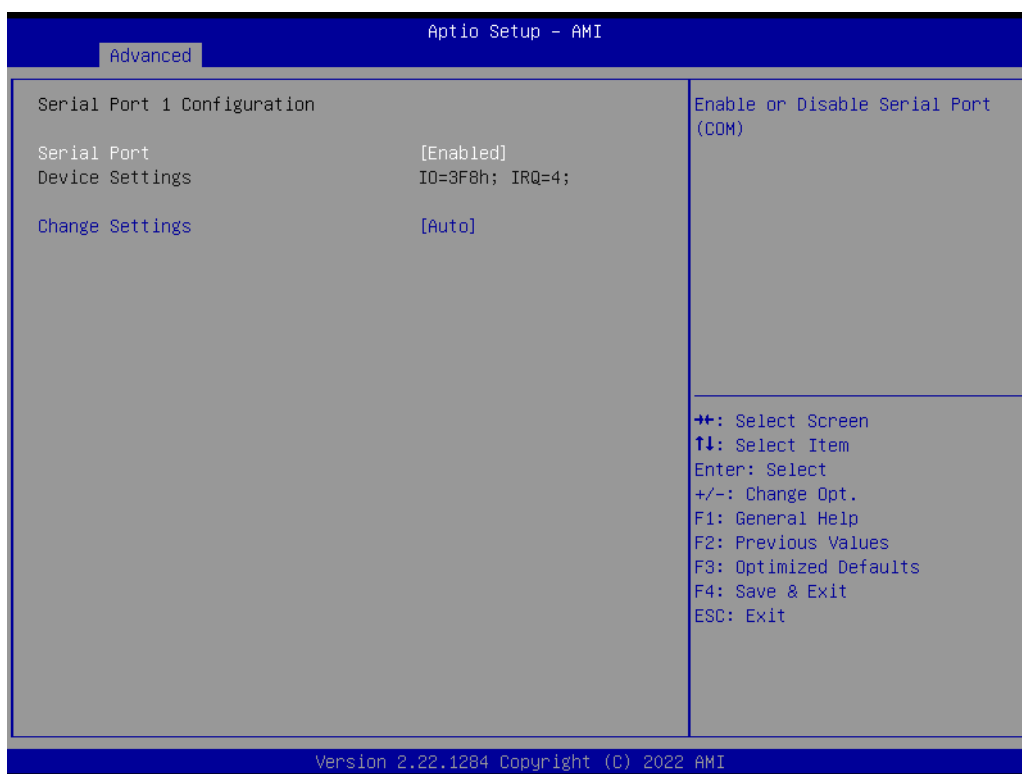 Aptio Setup – AMI
Advanced
Serial Port 1 Configuration
Serial Port [Enabled]
Device Settings IO=3F8h; IRQ=4;
Change Settings [Auto]
Enable or Disable Serial Port
(COM)
→←: Select Screen
↑↓: Select Item
Enter: Select
+/-: Change Opt.
F1: General Help
F2: Previous Values
F3: Optimized Defaults
F4: Save & Exit
ESC: Exit
Version 2.22.1284 Copyright (C) 2022 AMI